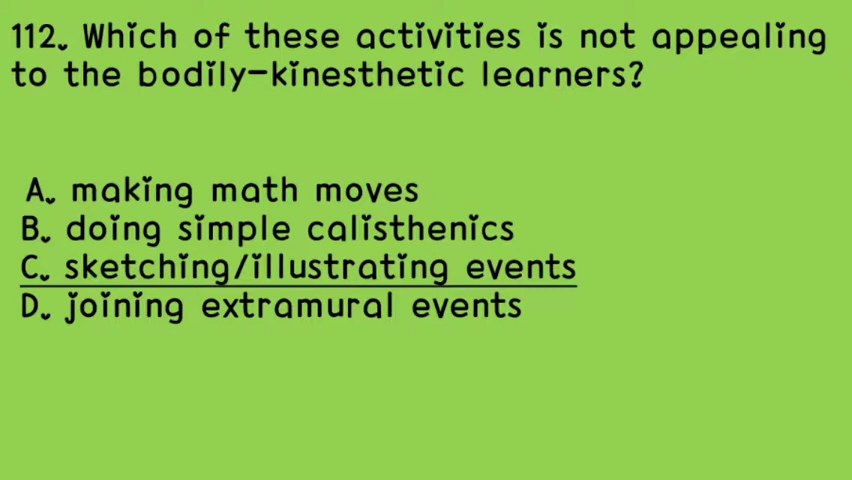 112. Which of these activities is not appealing
to the bodily-kinesthetic learners?
A. making math moves
B. doing simple calisthenics
C. sketching/illustrating events
D. joining extramural events